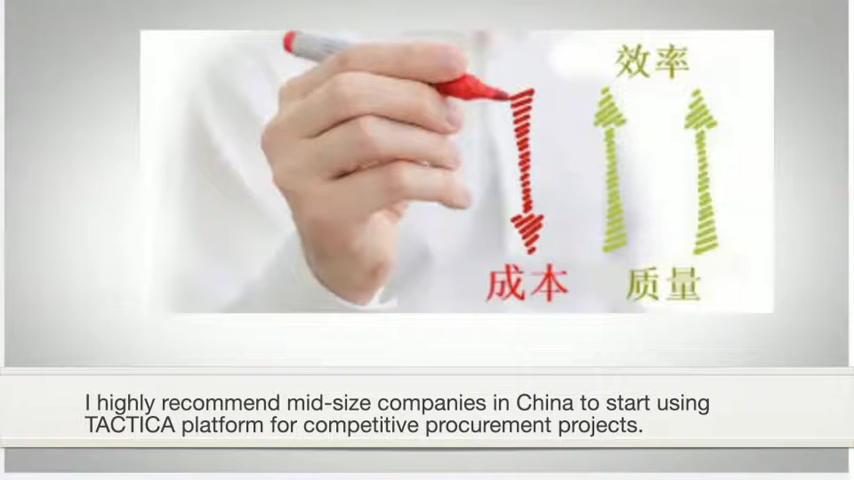 效率
成本
质量
I highly recommend mid-size companies in China to start using
TACTICA platform for competitive procurement projects.